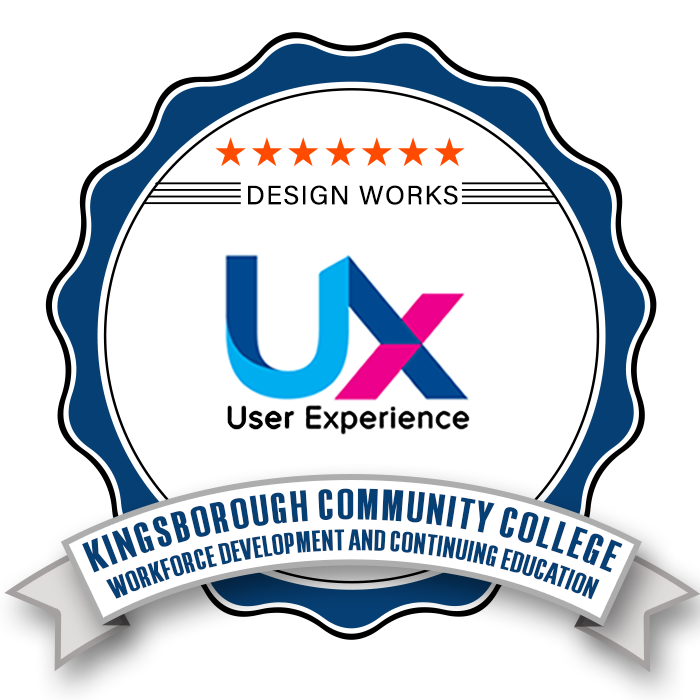 DESIGN WORKS
UX
User Experience
KINGSBOROUGH COMMUNITY COLLEGE
WORKFORCE DEVELOPMENT AND CONTINUING EDUCATION